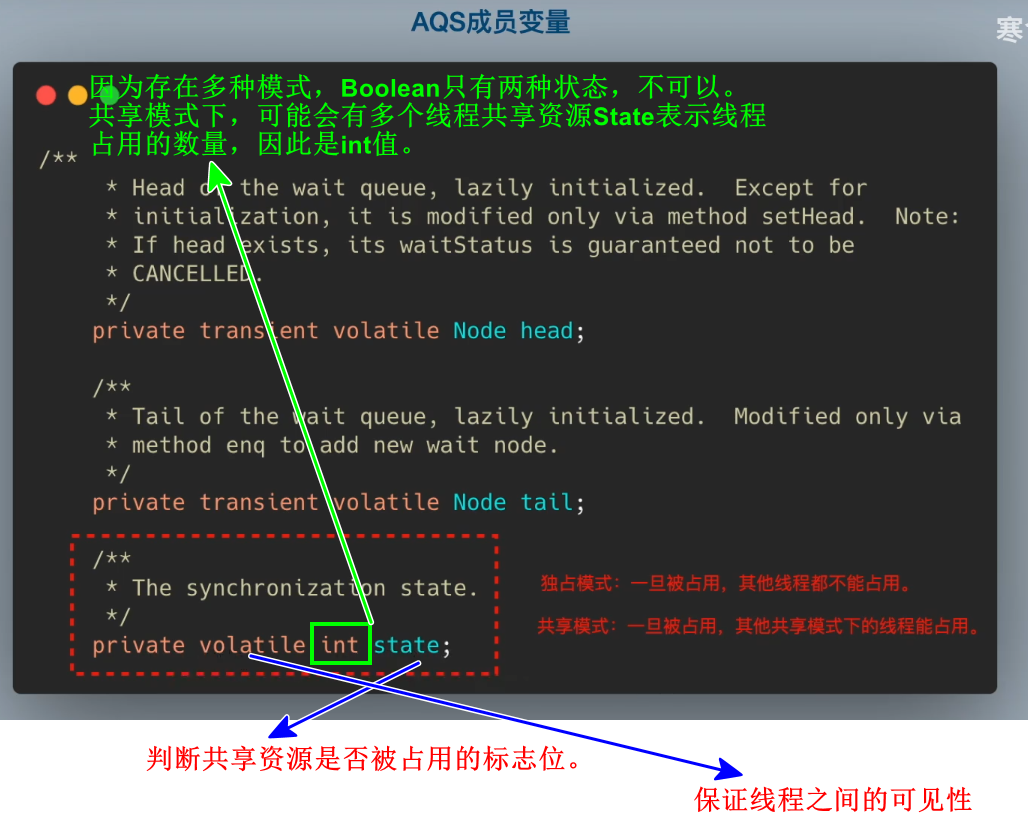 AQS成员变量
寒
因为存在多种模式，Boolean只有两种状态，不可以。
共享模式下，可能会有多个线程共享资源State表示线程
占用的数量，因此是int值。
/**
* Head of the wait queue, lazily initialized. Except for
* initialization, it is modified only via method setHead. Note:
* If head exists, its waitStatus is guaranteed not to be
* CANCELLED.
*/
private transient volatile Node head;
/**
* Tail of the wait queue, lazily initialized. Modified only via
* method enq to add new wait node.
*/
private transient volatile Node tail;
/**
* The synchronization state.
*/
private volatile int state;
独占模式：一旦被占用，其他线程都不能占用。
共享模式：一旦被占用，其他共享模式下的线程能占用。
判断共享资源是否被占用的标志位。
保证线程之间的可见性